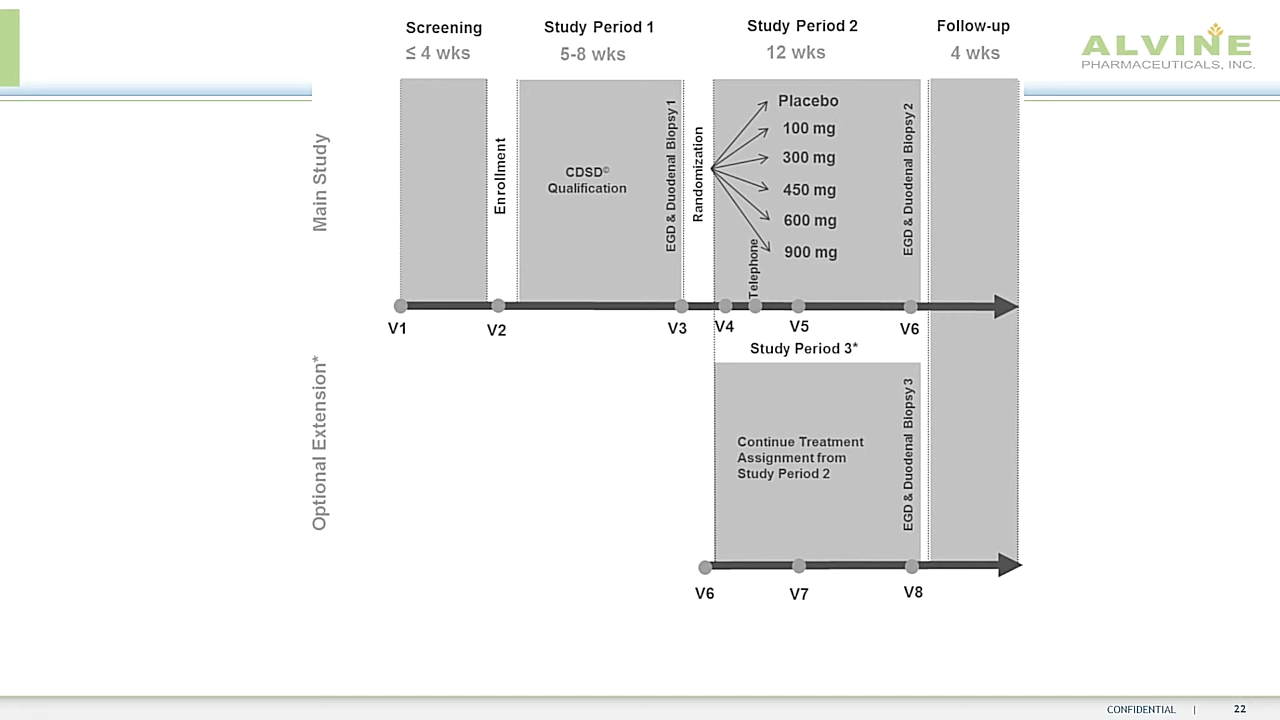 Screening
≤ 4 wks
Study Period 1
5-8 wks
Study Period 2
12 wks
Follow-up
4 wks
ALVINE
PHARMACEUTICALS, INC.
Main Study
Enrollment
CDSD©
Qualification
EGD & Duodenal Biopsy 1
Randomization
Placebo
100 mg
300 mg
450 mg
600 mg
900 mg
Telephone
EGD & Duodenal Biopsy 2
V1
V2
V3
V4
V5
V6
Optional Extension*
Study Period 3*
Continue Treatment
Assignment from
Study Period 2
EGD & Duodenal Biopsy 3
V6
V7
V8
CONFIDENTIAL | 22